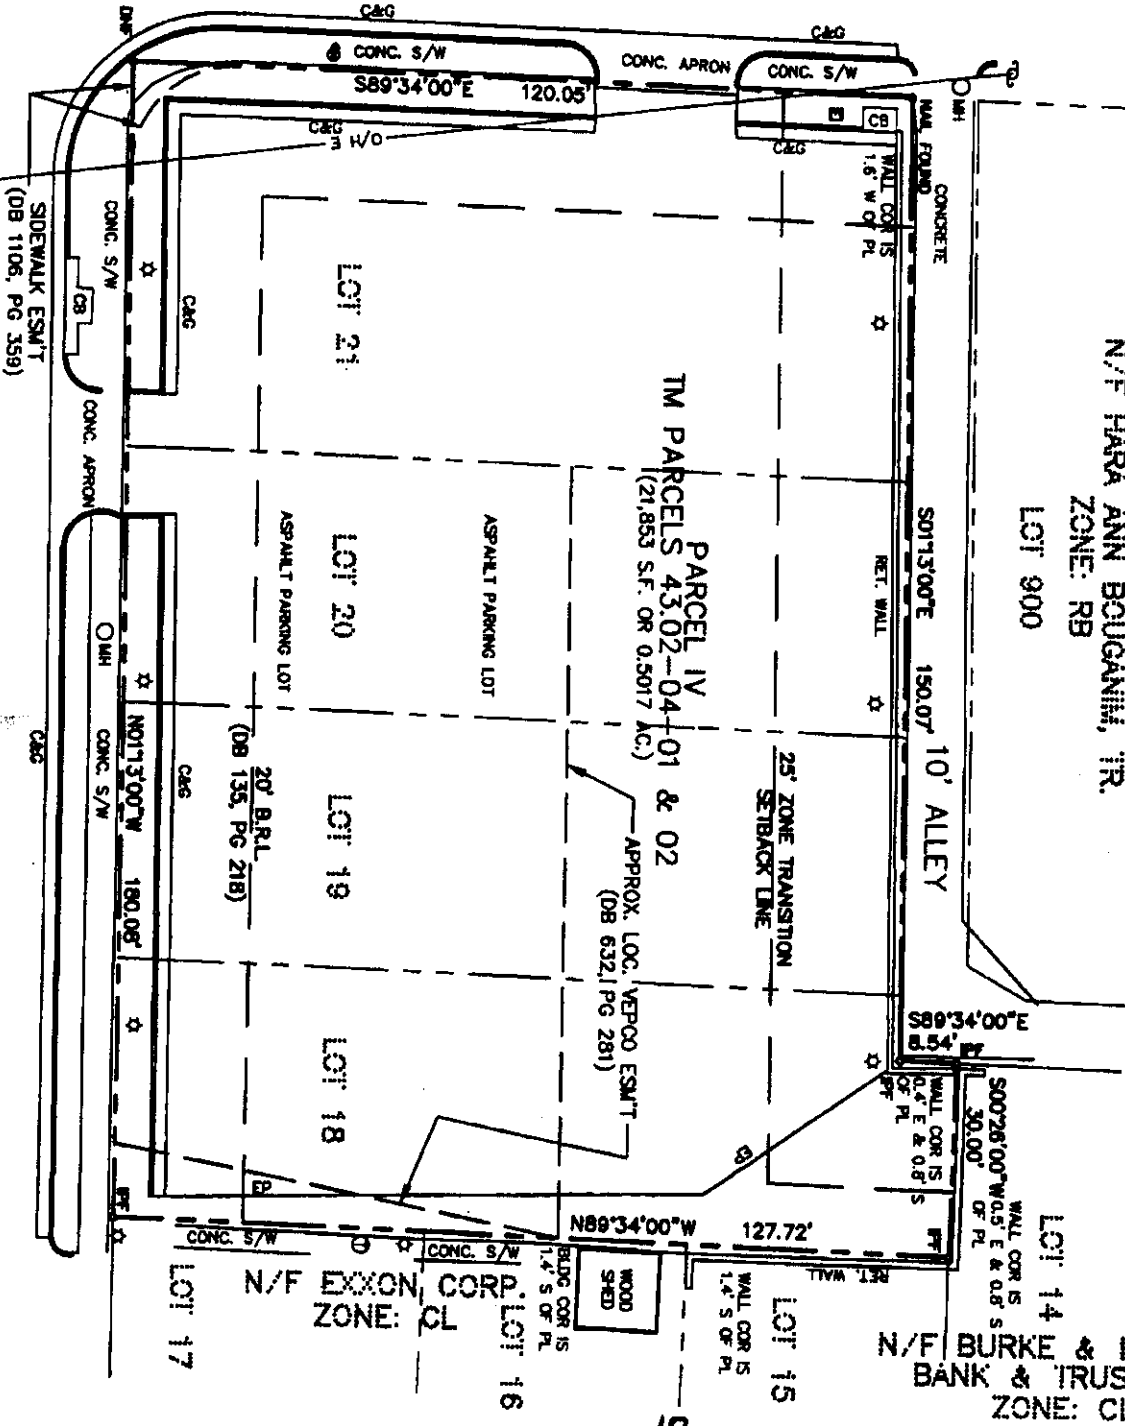 C&G
C&G
DNF
CONC. S/W
CONC. APRON
CONC. S/W
S89°34'00"E 120.05'
C&G
O/H E
C&G
CB
MH
NAIL FOUND
CONCRETE
WALL COR IS
1.6' W OF PL
SIDEWALK ESM'T
(DB 1106, PG 359)
CONC. S/W
CB
C&G
CONC. APRON
LOT 21
N/F HARA ANN BOUGANIM, TR.
ZONE: RB
LOT 900
S01°13'00"E 150.07'
10' ALLEY
RET. WALL
PARCEL IV
TM PARCELS 43.02-04-01 & 02
(21,853 S.F. OR 0.5017 AC.)
ASPAHLT PARKING LOT
LOT 20
ASPAHLT PARKING LOT
MH
CONC. S/W
C&G
N01°13'00"W 180.06'
C&G
20' B.R.L.
(DB 135, PG 218)
LOT 19
25' ZONE TRANSITION
SETBACK LINE
APPROX. LOC. VEPCO ESM'T
(DB 632, PG 281)
LOT 18
S89°34'00"E
8.54'
IPF
IPF
WALL COR IS
0.4' E & 0.8' S
OF PL
S00°26'00"W
30.00'
WALL COR IS
0.5' E & 0.8' S
OF PL
LOT 14
EP
EP
IPF
N89°34'00"W 127.72'
IPF
CONC. S/W
CONC. S/W
RET. WALL
BLDG COR IS
1.4' S OF PL
WOOD
SHED
WALL COR IS
1.4' S OF PL
LOT 15
LOT 16
LOT 17
N/F EXXON CORP.
ZONE: CL
N/F BURKE &
BANK & TRUS
ZONE: